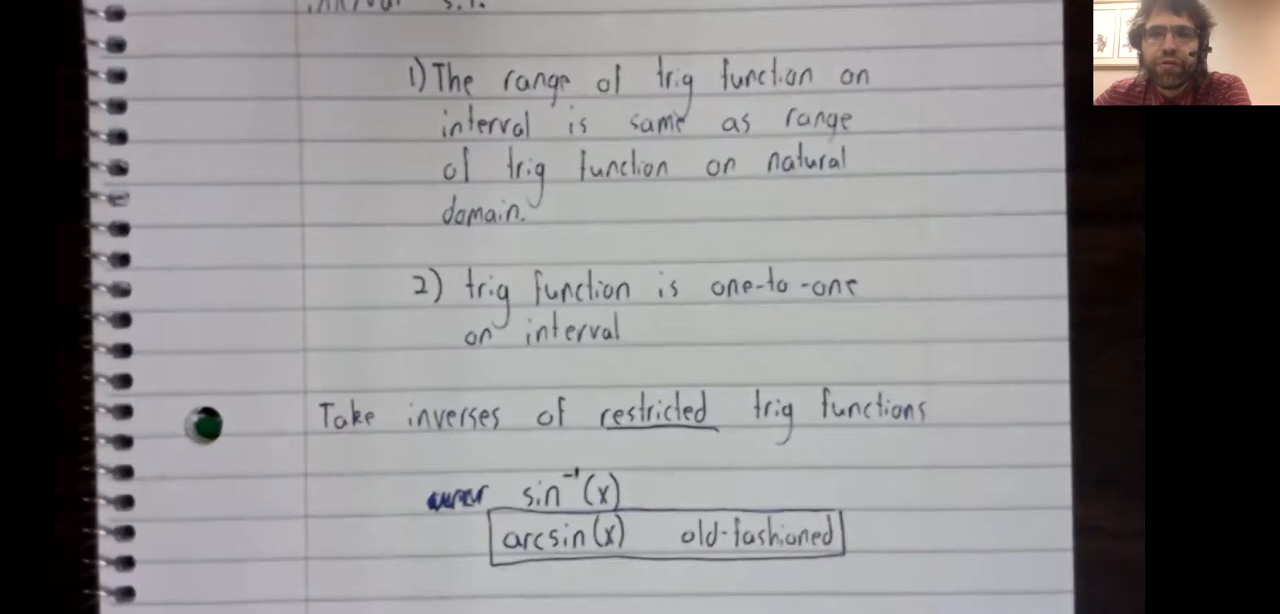 s.t.
1) The range of trig function on
interval is same as range
of trig function on natural
domain.
2) trig function is one-to-one
on interval
Take inverses of restricted trig functions
sin⁻¹(x)
arcsin(x) old-fashioned